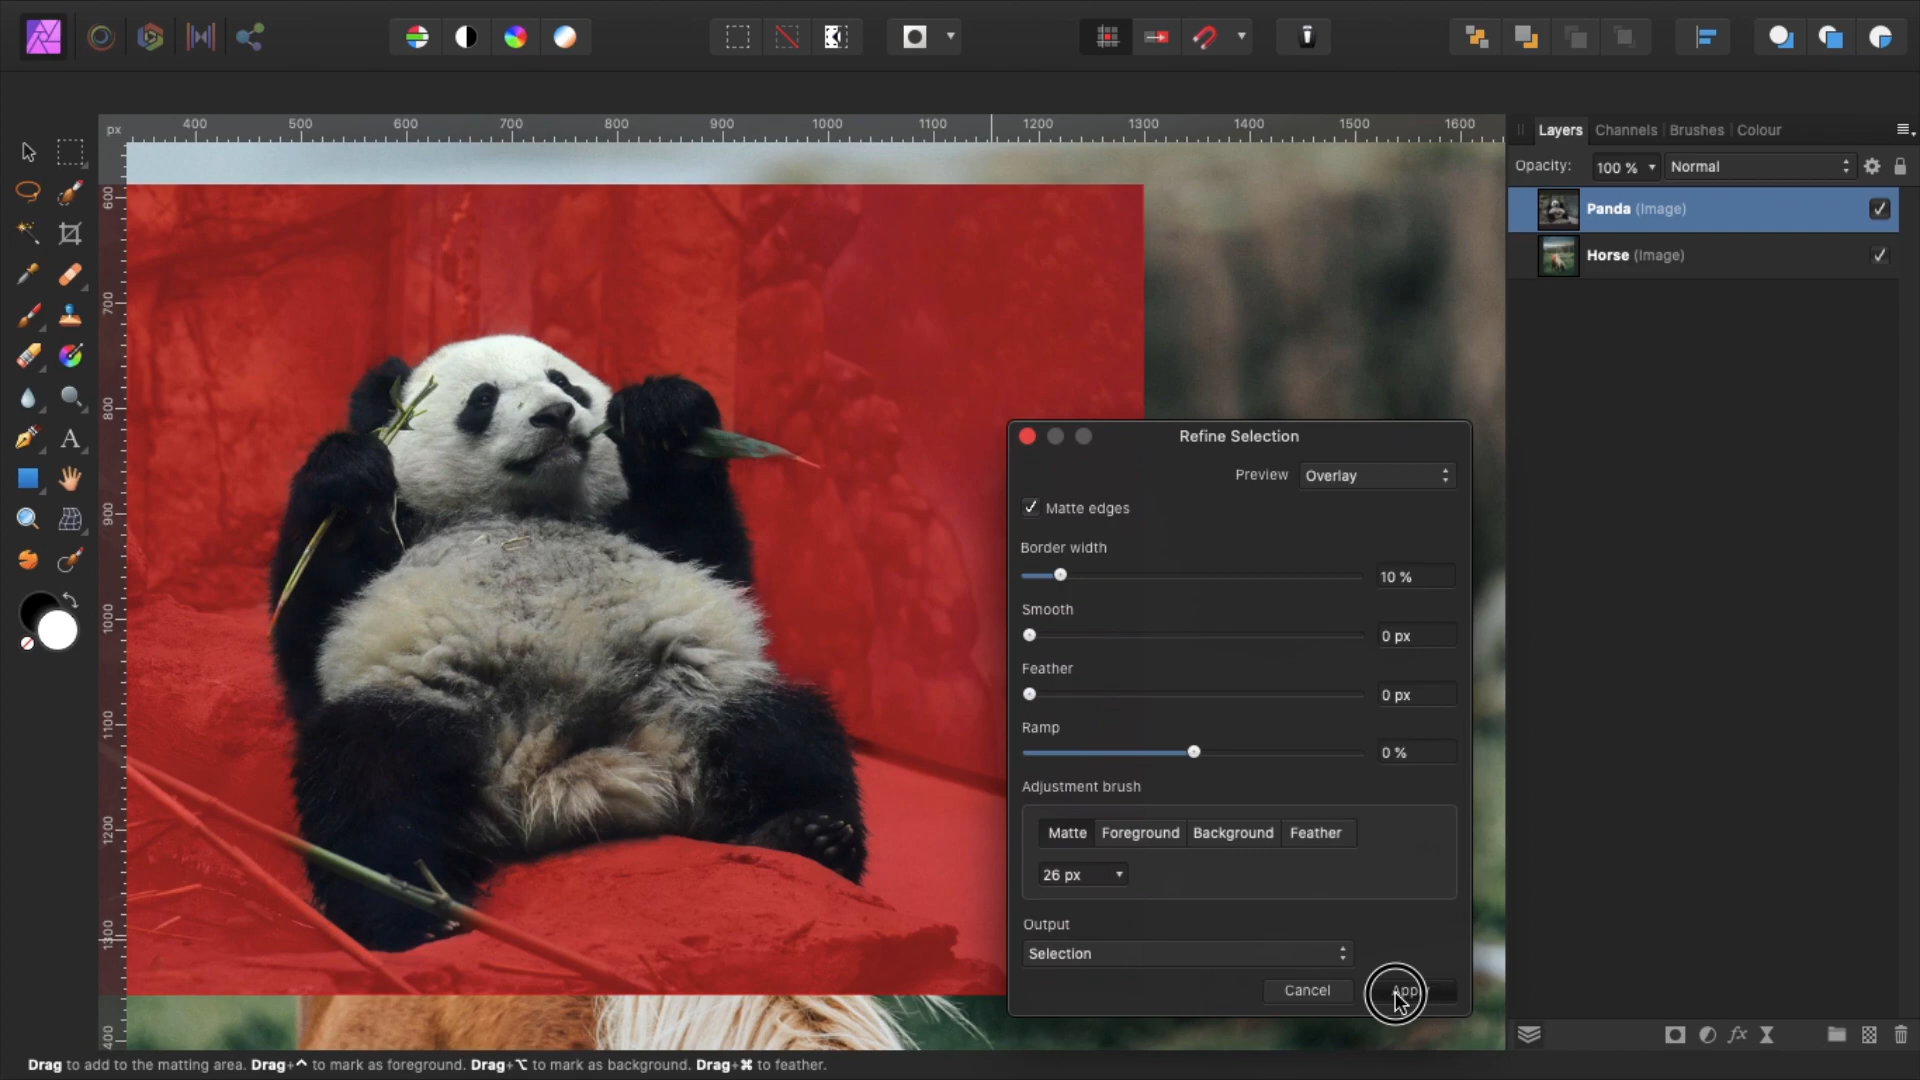 px 400 500 600 700 800 900 1000 1100 1200 1300 1400 1500 1600
600
700
800
900
1000
1100
1200
1300
400
Layers Channels Brushes Colour
Opacity: 100 % Normal
Panda (Image)
Horse (Image)
Refine Selection
Preview Overlay
Matte edges
Border width
10 %
Smooth
0 px
Feather
0 px
Ramp
0 %
Adjustment brush
Matte Foreground Background Feather
26 px
Output
Selection
Cancel Apply
Drag to add to the matting area. Drag+⌃ to mark as foreground. Drag+⌥ to mark as background. Drag+⌘ to feather.